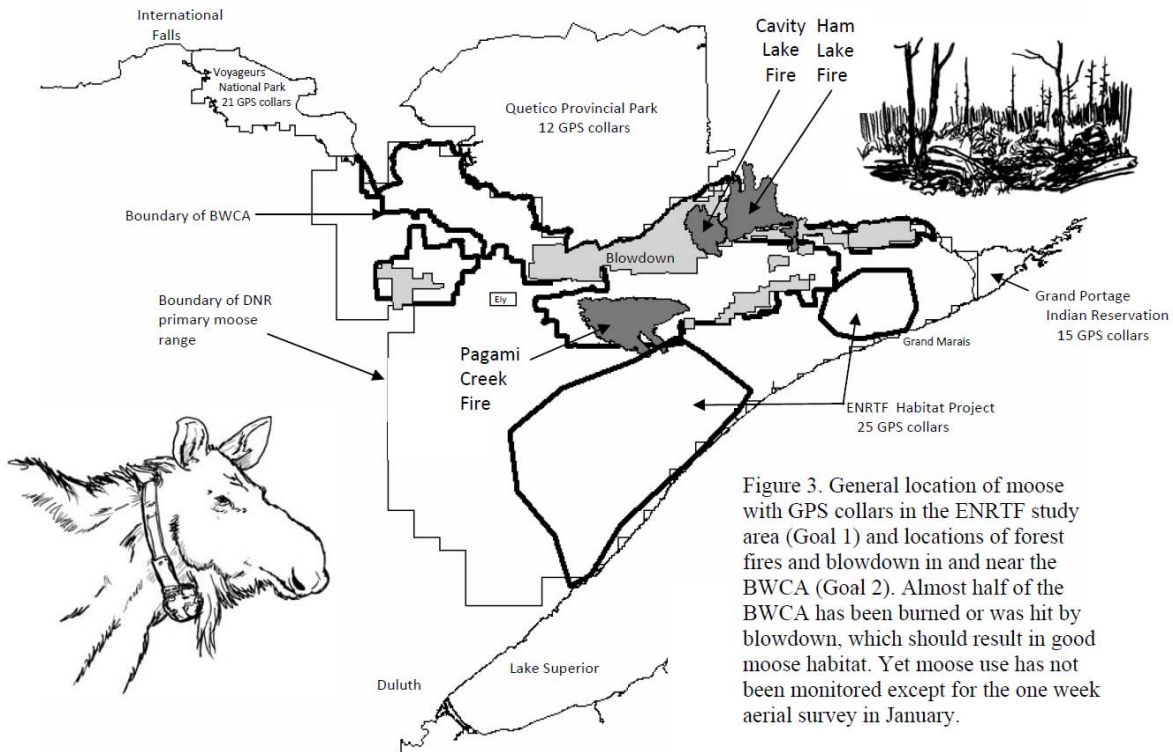 International
Falls
Voyageurs
National Park
21 GPS collars
Quetico Provincial Park
12 GPS collars
Cavity
Lake
Fire
Ham
Lake
Fire
Boundary of BWCA
Blowdown
Ely
Boundary of DNR
primary moose
range
Pagami
Creek
Fire
Grand Portage
Indian Reservation
15 GPS collars
Grand Marais
ENRTF Habitat Project
25 GPS collars
Duluth
Lake Superior
Figure 3. General location of moose
with GPS collars in the ENRTF study
area (Goal 1) and locations of forest
fires and blowdown in and near the
BWCA (Goal 2). Almost half of the
BWCA has been burned or was hit by
blowdown, which should result in good
moose habitat. Yet moose use has not
been monitored except for the one week
aerial survey in January.